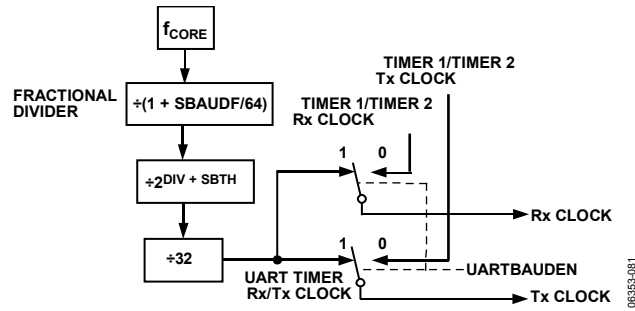 fCORE
TIMER 1/TIMER 2
Tx CLOCK
FRACTIONAL
DIVIDER
÷(1 + SBAUDF/64)
TIMER 1/TIMER 2
Rx CLOCK
1 0
÷2DIV + SBTH
Rx CLOCK
÷32
1 0
UART TIMER
Rx/Tx CLOCK
UARTBAUDEN
Tx CLOCK
06353-081